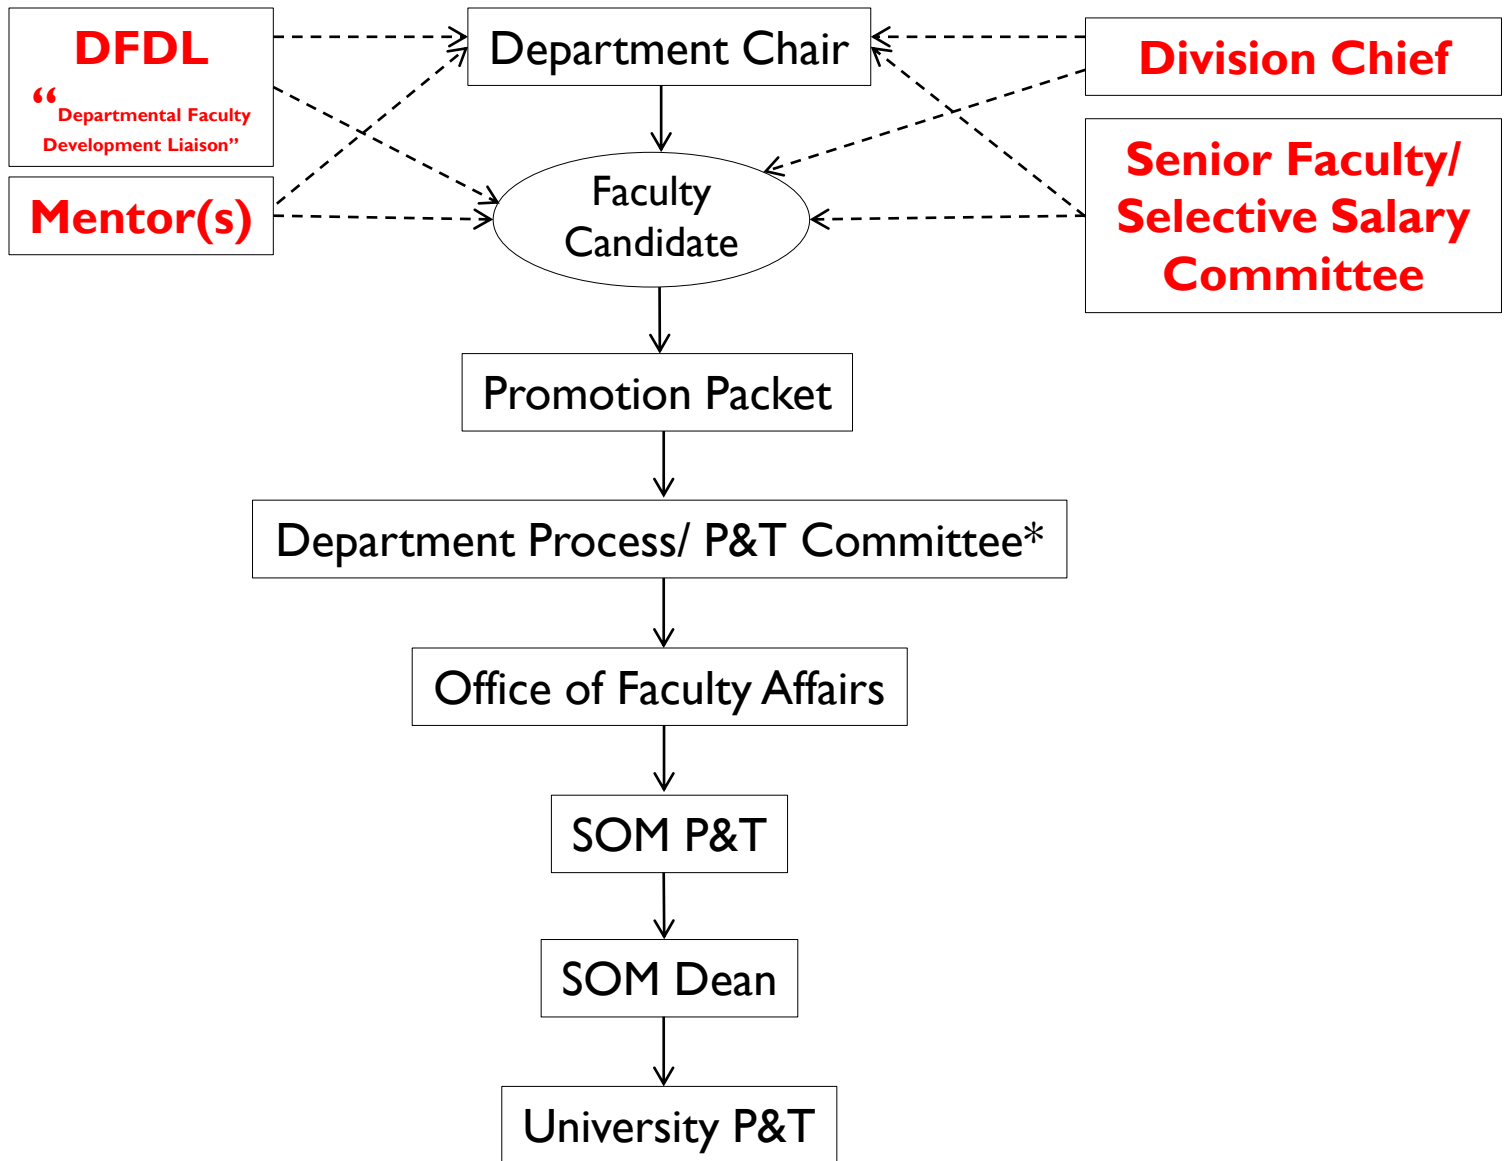 DFDL
“Departmental Faculty
Development Liaison”
Mentor(s)
Department Chair
Division Chief
Senior Faculty/
Selective Salary
Committee
Faculty
Candidate
Promotion Packet
Department Process/ P&T Committee*
Office of Faculty Affairs
SOM P&T
SOM Dean
University P&T